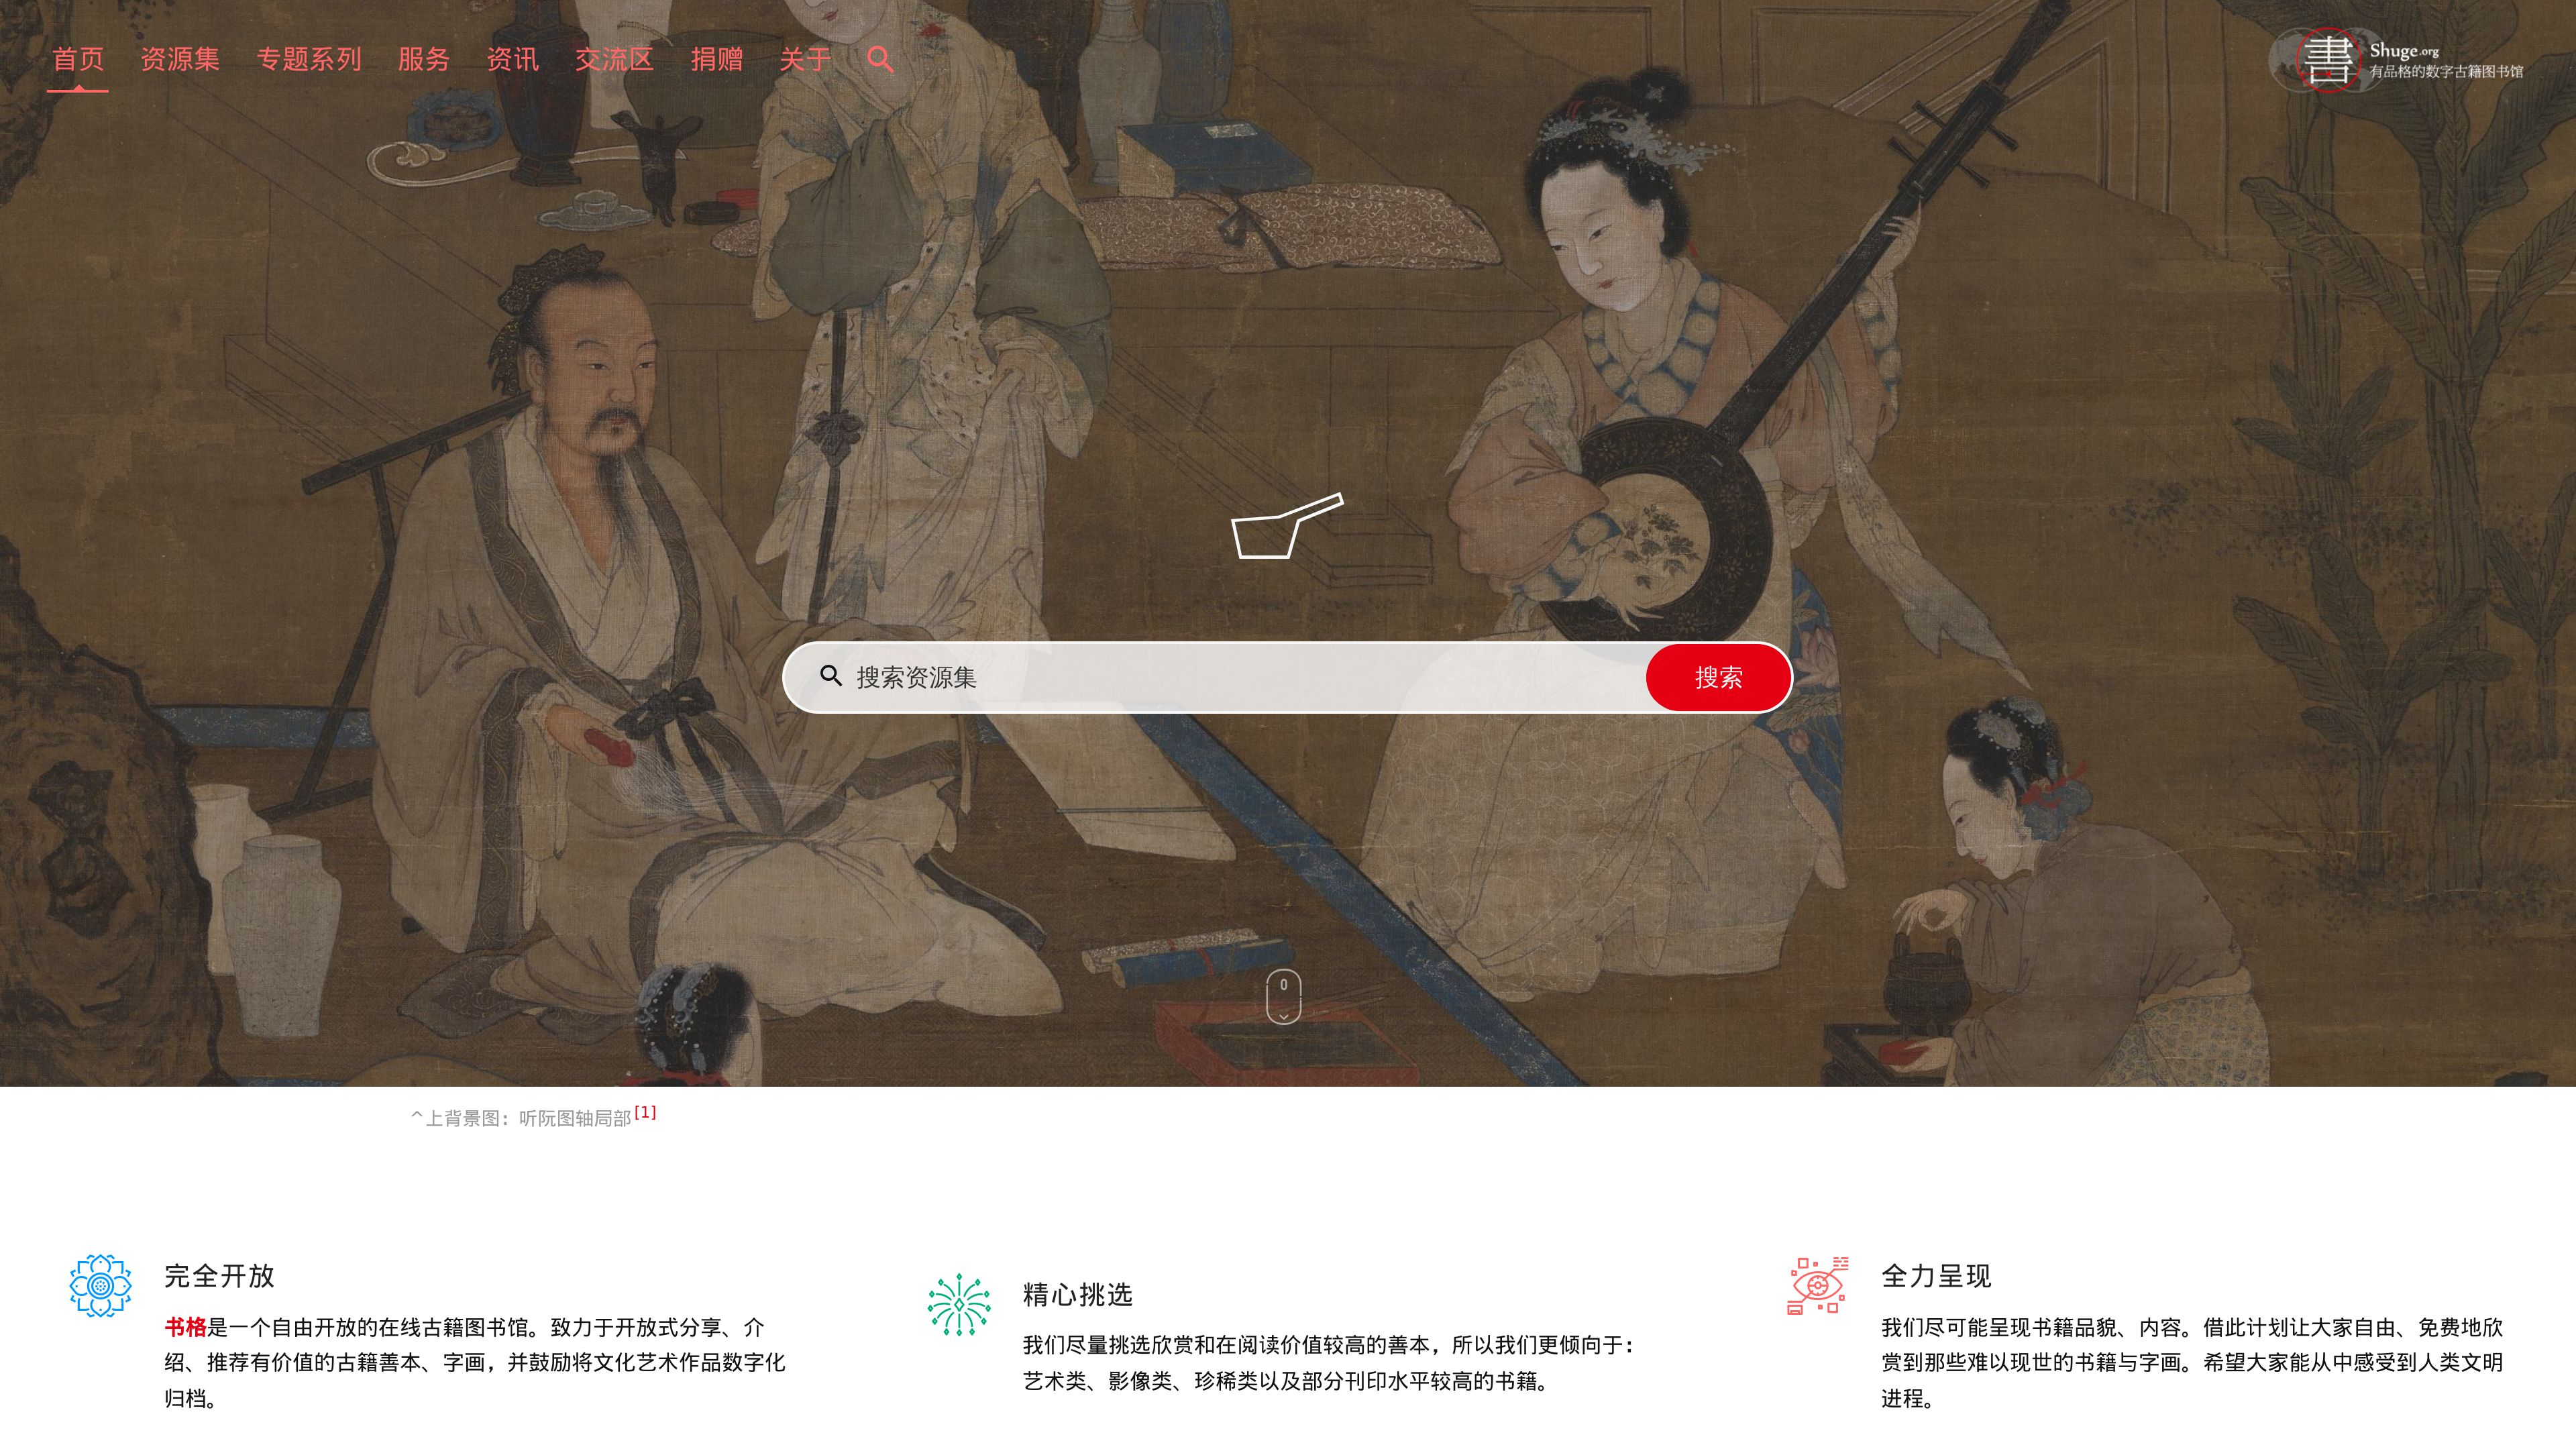 首页 资源集 专题系列 服务 资讯 交流区 捐赠 关于
書
Shuge.org
有品格的数字古籍图书馆
搜索资源集 搜索
^上背景图：听阮图轴局部[1]
完全开放
书格是一个自由开放的在线古籍图书馆。致力于开放式分享、介
绍、推荐有价值的古籍善本、字画，并鼓励将文化艺术作品数字化
归档。
精心挑选
我们尽量挑选欣赏和在阅读价值较高的善本，所以我们更倾向于：
艺术类、影像类、珍稀类以及部分刊印水平较高的书籍。
全力呈现
我们尽可能呈现书籍品貌、内容。借此计划让大家自由、免费地欣
赏到那些难以现世的书籍与字画。希望大家能从中感受到人类文明
进程。